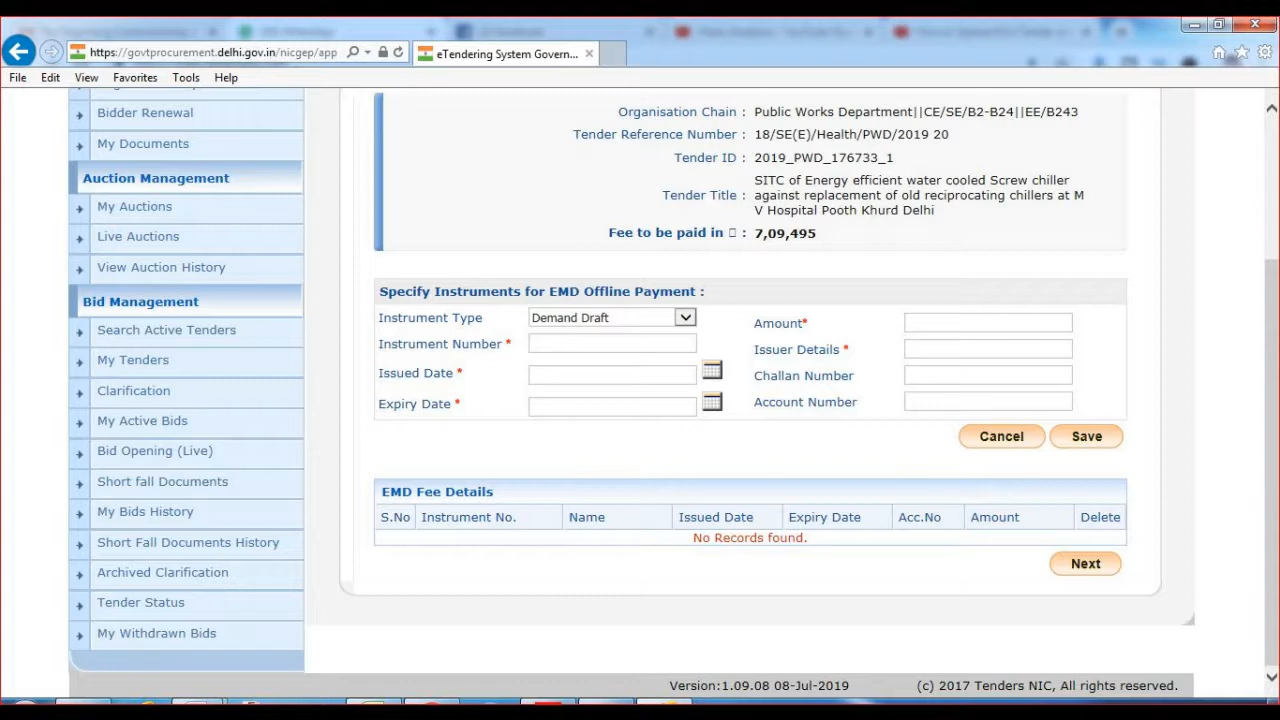 https://govtprocurement.delhi.gov.in/nicgep/app
eTendering System Govern...
File Edit View Favorites Tools Help
Bidder Renewal
My Documents
Auction Management
My Auctions
Live Auctions
View Auction History
Bid Management
Search Active Tenders
My Tenders
Clarification
My Active Bids
Bid Opening (Live)
Short fall Documents
My Bids History
Short Fall Documents History
Archived Clarification
Tender Status
My Withdrawn Bids
Organisation Chain : Public Works Department||CE/SE/B2-B24||EE/B243
Tender Reference Number : 18/SE(E)/Health/PWD/2019 20
Tender ID : 2019_PWD_176733_1
Tender Title : SITC of Energy efficient water cooled Screw chiller
against replacement of old reciprocating chillers at M
V Hospital Pooth Khurd Delhi
Fee to be paid in : 7,09,495
Specify Instruments for EMD Offline Payment :
Instrument Type Demand Draft Amount*
Instrument Number * Issuer Details *
Issued Date * Challan Number
Expiry Date * Account Number
Cancel Save
EMD Fee Details
S.No Instrument No. Name Issued Date Expiry Date Acc.No Amount Delete
No Records found.
Next
Version:1.09.08 08-Jul-2019 (c) 2017 Tenders NIC, All rights reserved.